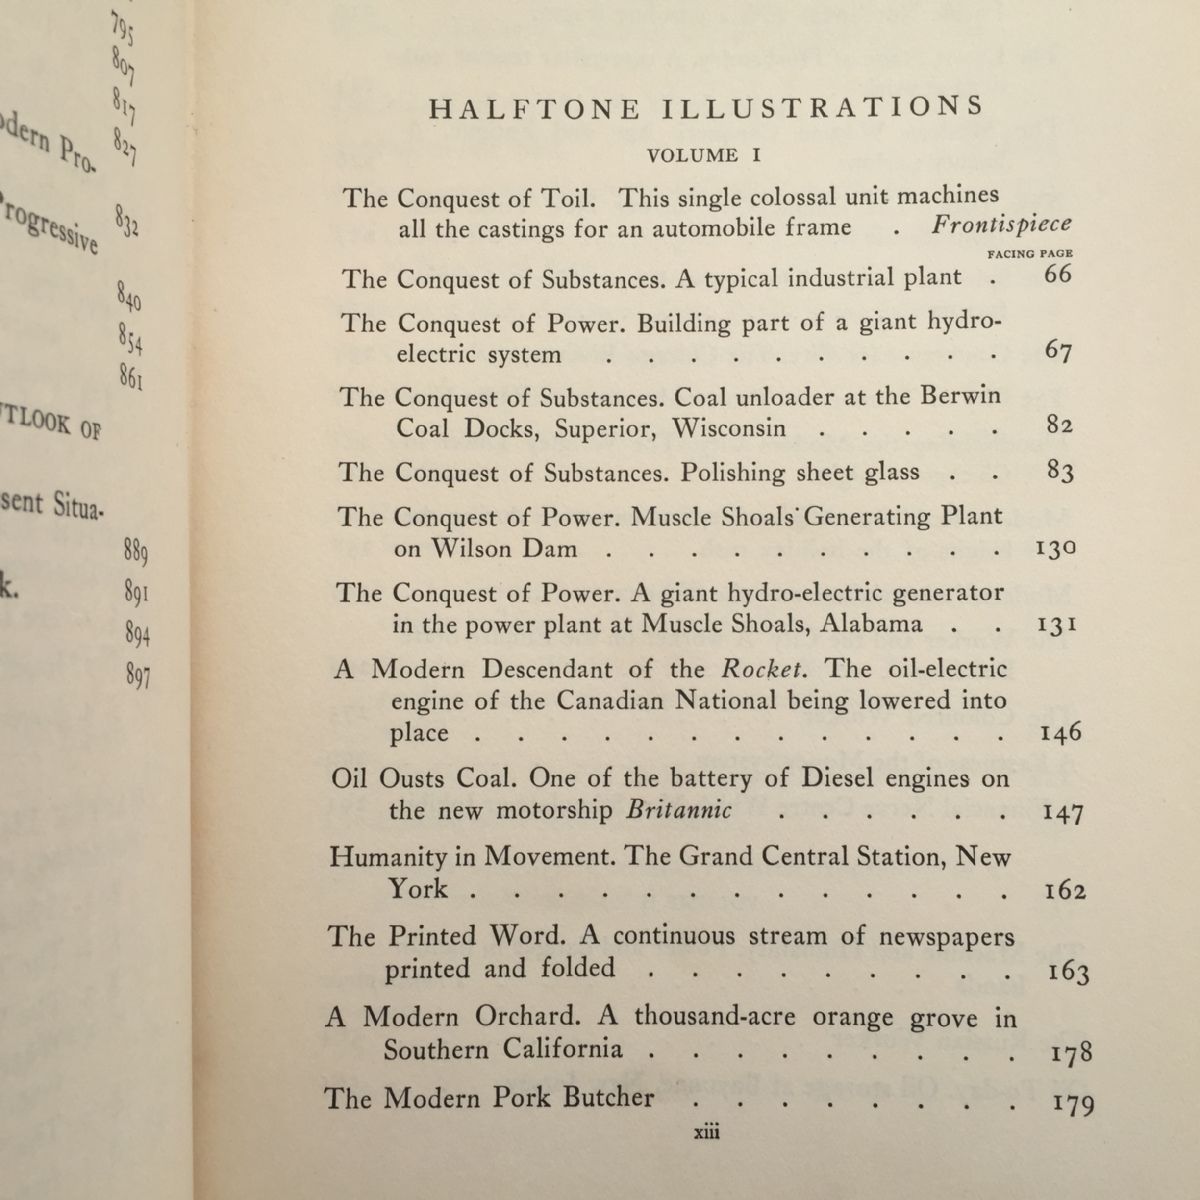 795
807
817
827
odern Pro-
Progressive
832
840
854
861
UTLOOK OF
sent Situa-
889
k.
891
894
897
HALFTONE ILLUSTRATIONS
VOLUME I
The Conquest of Toil. This single colossal unit machines
all the castings for an automobile frame . Frontispiece
FACING PAGE
The Conquest of Substances. A typical industrial plant . 66
The Conquest of Power. Building part of a giant hydro-
electric system . . . . . . . . . . 67
The Conquest of Substances. Coal unloader at the Berwin
Coal Docks, Superior, Wisconsin . . . . . 82
The Conquest of Substances. Polishing sheet glass . . 83
The Conquest of Power. Muscle Shoals Generating Plant
on Wilson Dam . . . . . . . . . . 130
The Conquest of Power. A giant hydro-electric generator
in the power plant at Muscle Shoals, Alabama . . 131
A Modern Descendant of the Rocket. The oil-electric
engine of the Canadian National being lowered into
place . . . . . . . . . . . . . 146
Oil Ousts Coal. One of the battery of Diesel engines on
the new motorship Britannic . . . . . . 147
Humanity in Movement. The Grand Central Station, New
York . . . . . . . . . . . . . 162
The Printed Word. A continuous stream of newspapers
printed and folded . . . . . . . . . 163
A Modern Orchard. A thousand-acre orange grove in
Southern California . . . . . . . . . 178
The Modern Pork Butcher . . . . . . . . 179
xiii